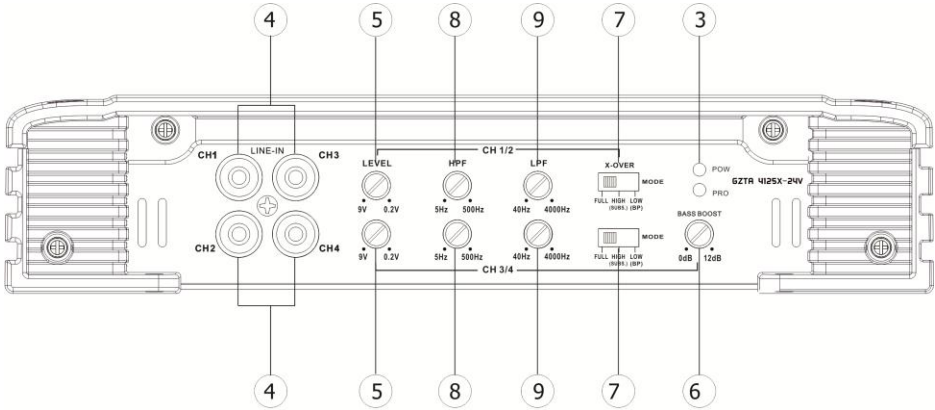 4 5 8 9 7 3
LINE-IN
CH1 CH3
CH 1/2
LEVEL HPF LPF X-OVER
MODE
POW
PRO
GZTA 4125X-24V
9V 0.2V 5Hz 500Hz 40Hz 4000Hz FULL HIGH LOW
(SUBS.) (BP)
BASS BOOST
CH2 CH4
MODE
9V 0.2V 5Hz 500Hz 40Hz 4000Hz FULL HIGH LOW 0dB 12dB
(SUBS.) (BP)
CH 3/4
4 5 8 9 7 6